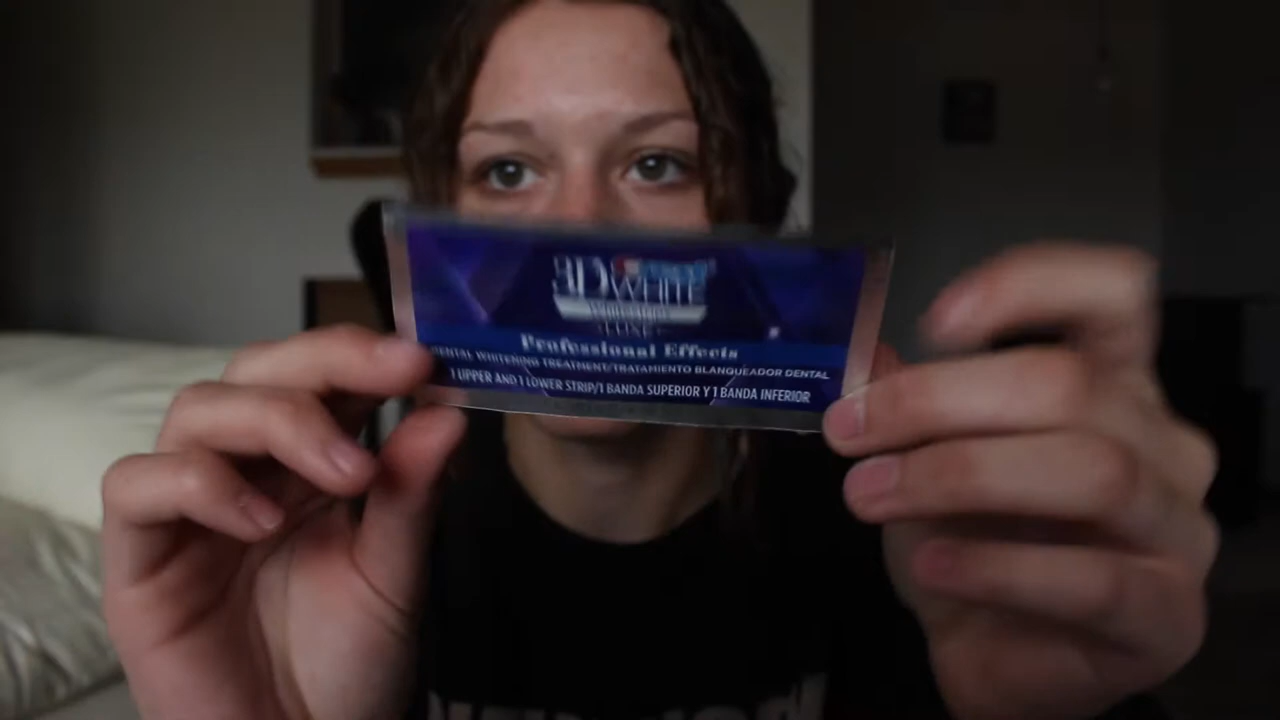 3D WHITE
LUXE
Professional Effects
DENTAL WHITENING TREATMENT/TRATAMIENTO BLANQUEADOR DENTAL
1 UPPER AND 1 LOWER STRIP/1 BANDA SUPERIOR Y 1 BANDA INFERIOR